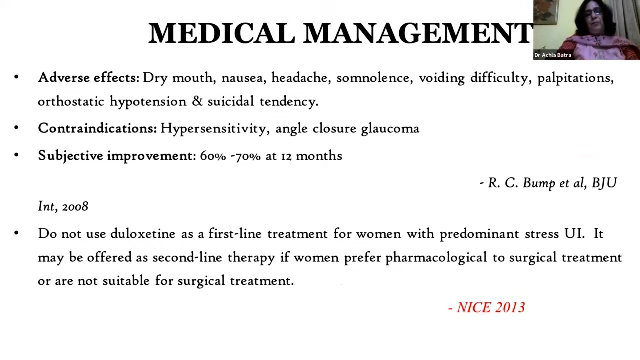 MEDICAL MANAGEMENT
Dr Achla Batra
• Adverse effects: Dry mouth, nausea, headache, somnolence, voiding difficulty, palpitations,
orthostatic hypotension & suicidal tendency.
• Contraindications: Hypersensitivity, angle closure glaucoma
• Subjective improvement: 60% -70% at 12 months
- R. C. Bump et al, BJU
Int, 2008
• Do not use duloxetine as a first-line treatment for women with predominant stress UI. It
may be offered as second-line therapy if women prefer pharmacological to surgical treatment
or are not suitable for surgical treatment.
- NICE 2013